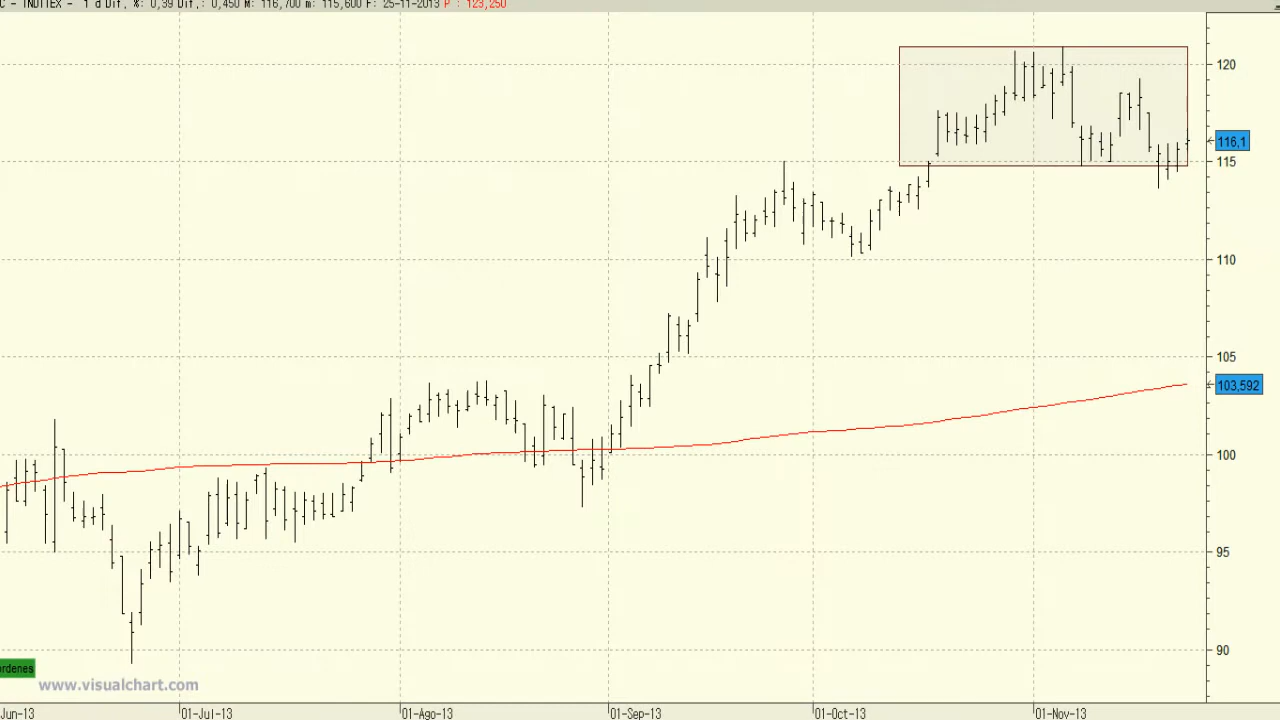 C - INDITEX - 1 d Dif. %: 0,39 Dif.: 0,450 M: 116,700 m: 115,600 F: 25-11-2013 P : 123,250
120
116,1
115
110
105
103,592
100
95
90
ordenes
www.visualchart.com
Jun-13
01-Jul-13
01-Ago-13
01-Sep-13
01-Oct-13
01-Nov-13